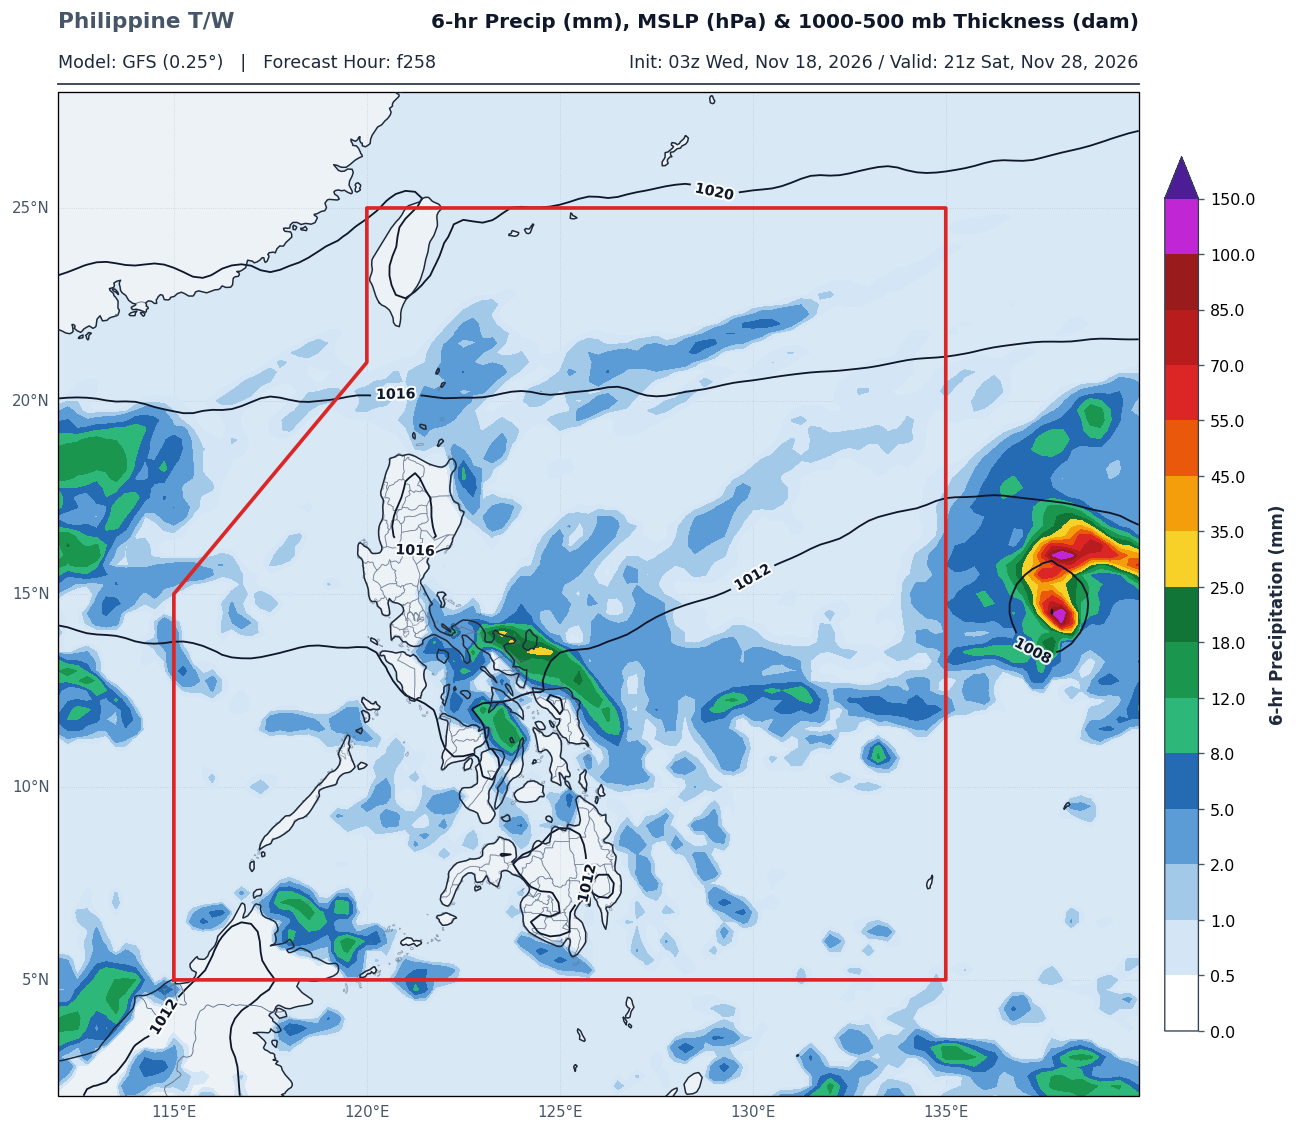 Philippine T/W
6-hr Precip (mm), MSLP (hPa) & 1000-500 mb Thickness (dam)
Model: GFS (0.25°) | Forecast Hour: f258
Init: 03z Wed, Nov 18, 2026 / Valid: 21z Sat, Nov 28, 2026
1020
25°N
1016
20°N
1016
1012
15°N
1008
10°N
1012
5°N
1012
115°E
120°E
125°E
130°E
135°E
150.0
100.0
85.0
70.0
55.0
45.0
35.0
25.0
18.0
12.0
8.0
5.0
2.0
1.0
0.5
0.0
6-hr Precipitation (mm)